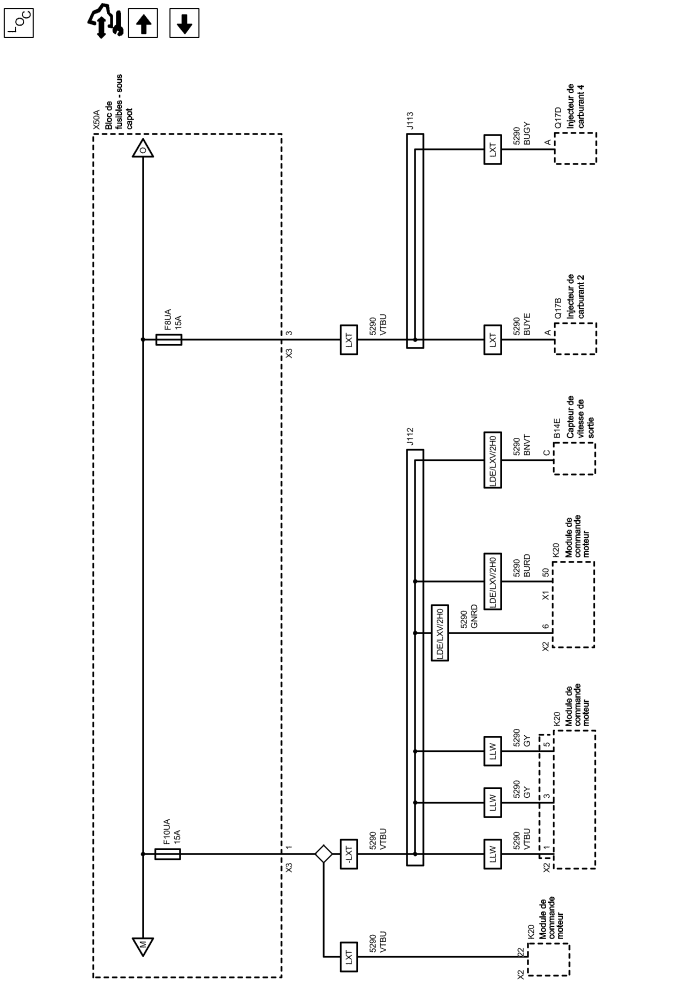 LOC
X50A
Bloc de
fusibles - sous
capot
O
F8UA
15A
3
X3
LXT
5290
VTBU
J113
LXT
5290
BUGY
A
Q17D
Injecteur de
carburant 4
LXT
5290
BUYE
A
Q17B
Injecteur de
carburant 2
J112
LDE/LXV/2H0
5290
BNVT
C
B14E
Capteur de
vitesse de
sortie
LDE/LXV/2H0
5290
BURD
50
X1
K20
Module de
commande
moteur
LDE/LXV/2H0
5290
GNRD
6
X2
LLW
5290
GY
5
K20
Module de
commande
moteur
LLW
5290
GY
3
LLW
5290
VTBU
1
X2
F10UA
15A
1
X3
-LXT
5290
VTBU
M
LXT
5290
VTBU
22
X2
K20
Module de
commande
moteur